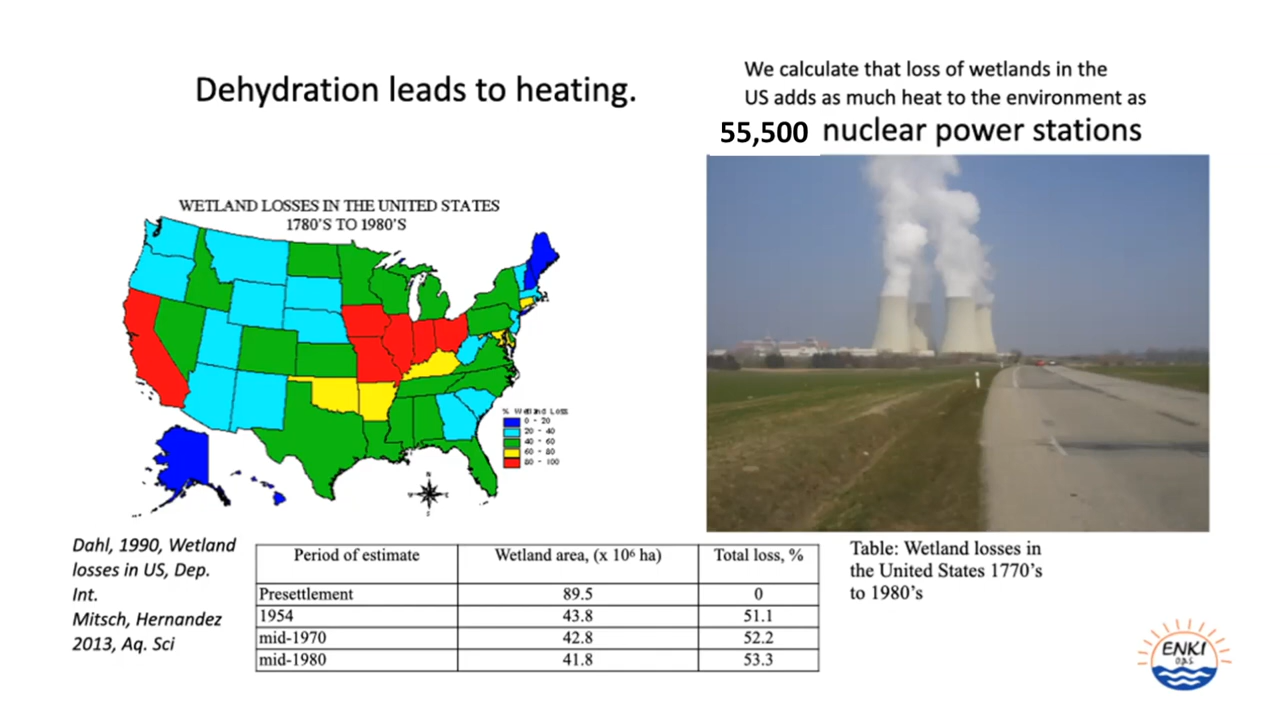 Dehydration leads to heating.
We calculate that loss of wetlands in the
US adds as much heat to the environment as
55,500 nuclear power stations
WETLAND LOSSES IN THE UNITED STATES
1780'S TO 1980'S
% Wetland Loss
0 - 20
20 - 40
40 - 60
60 - 80
80 - 100
N
Dahl, 1990, Wetland
losses in US, Dep.
Int.
Mitsch, Hernandez
2013, Aq. Sci
Period of estimate Wetland area, (x 10⁶ ha) Total loss, %
Presettlement 89.5 0
1954 43.8 51.1
mid-1970 42.8 52.2
mid-1980 41.8 53.3
Table: Wetland losses in
the United States 1770's
to 1980's
ENKI
o.p.s